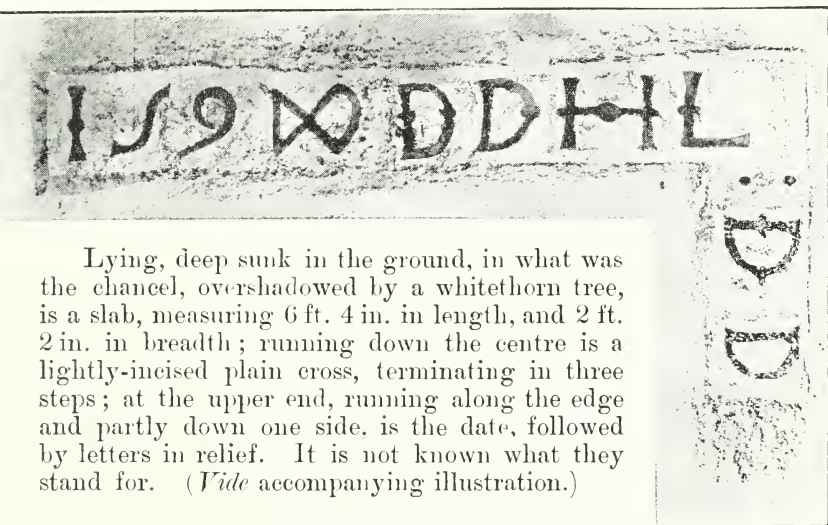 1598DDHL
: D D
Lying, deep sunk in the ground, in what was
the chancel, overshadowed by a whitethorn tree,
is a slab, measuring 6 ft. 4 in. in length, and 2 ft.
2 in. in breadth; running down the centre is a
lightly-incised plain cross, terminating in three
steps; at the upper end, running along the edge
and partly down one side. is the date, followed
by letters in relief. It is not known what they
stand for. (Vide accompanying illustration.)